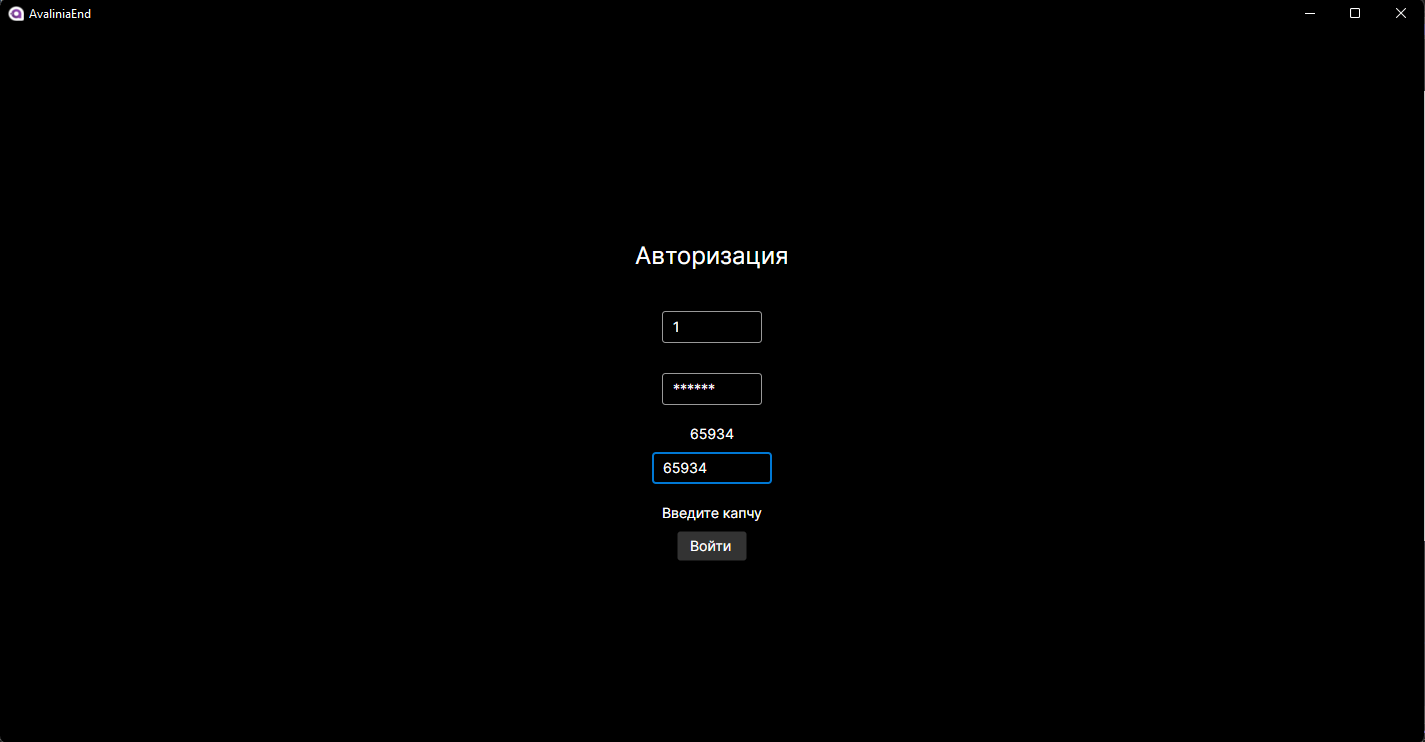 AvaliniaEnd
Авторизация
1
******
65934
65934
Введите капчу
Войти